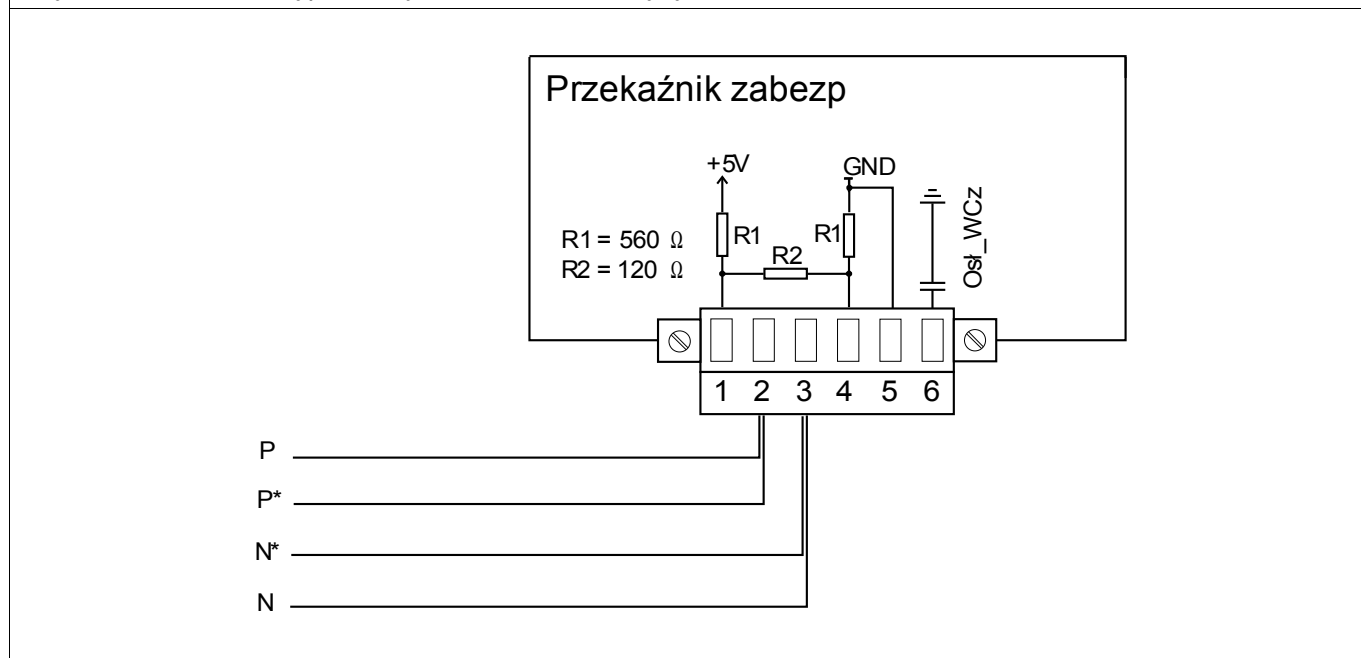 Przekaźnik zabezp
+5V
GND
R1 = 560 Ω
R2 = 120 Ω
R1
R2
R1
Osł_WCz
1 2 3 4 5 6
P
P*
N*
N